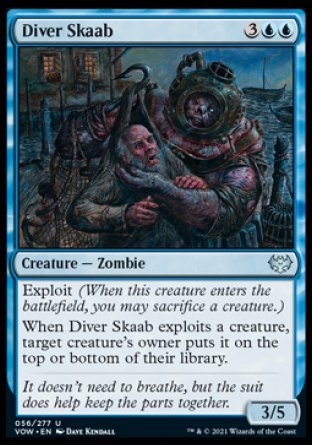 Diver Skaab 3
Creature — Zombie
Exploit (When this creature enters the
battlefield, you may sacrifice a creature.)
When Diver Skaab exploits a creature,
target creature's owner puts it on
the top or bottom of their library.
It doesn't need to breathe, but the suit
does help keep the parts together.
3/5
056/277 U
VOW • EN DAVE KENDALL
™ & © 2021 Wizards of the Coast